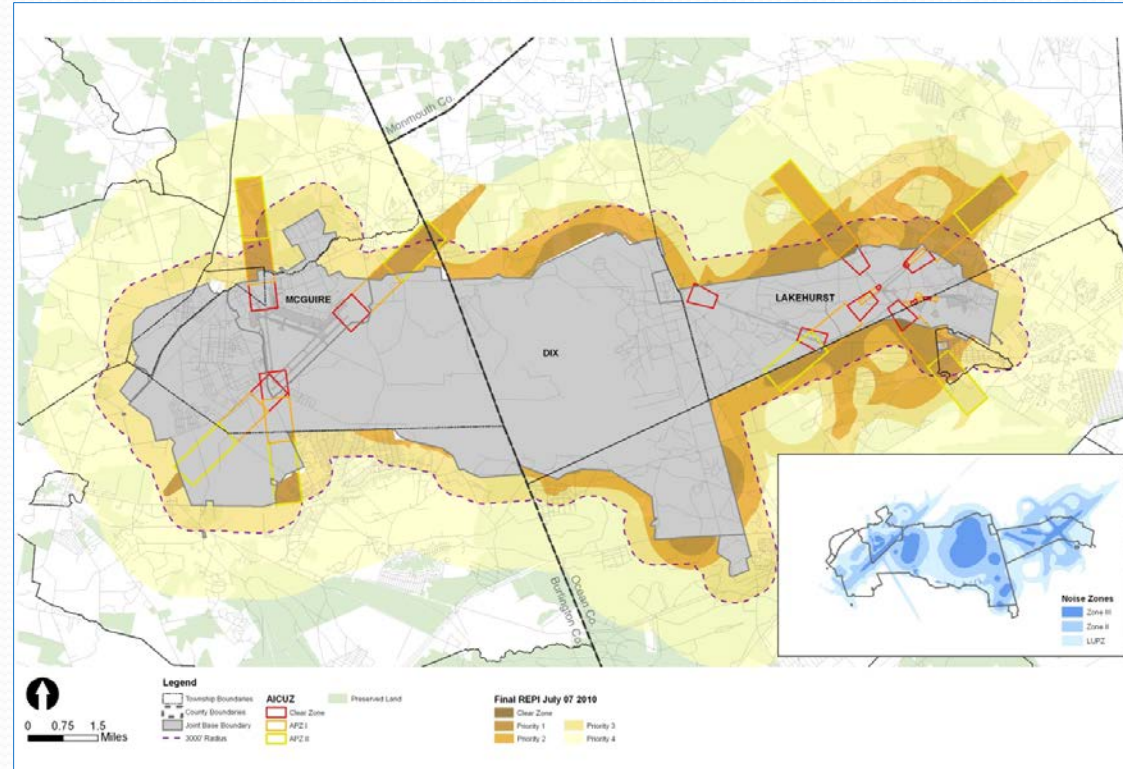 Monmouth Co.
MCGUIRE
LAKEHURST
DIX
Ocean Co.
Burlington Co.
Noise Zones
Zone III
Zone II
LUPZ
Legend
Township Boundaries
County Boundaries
Joint Base Boundary
3000' Radius
AICUZ
Clear Zone
APZ I
APZ II
Preserved Land
Final REPI July 07 2010
Clear Zone
Priority 1
Priority 2
Priority 3
Priority 4
0 0.75 1.5
Miles